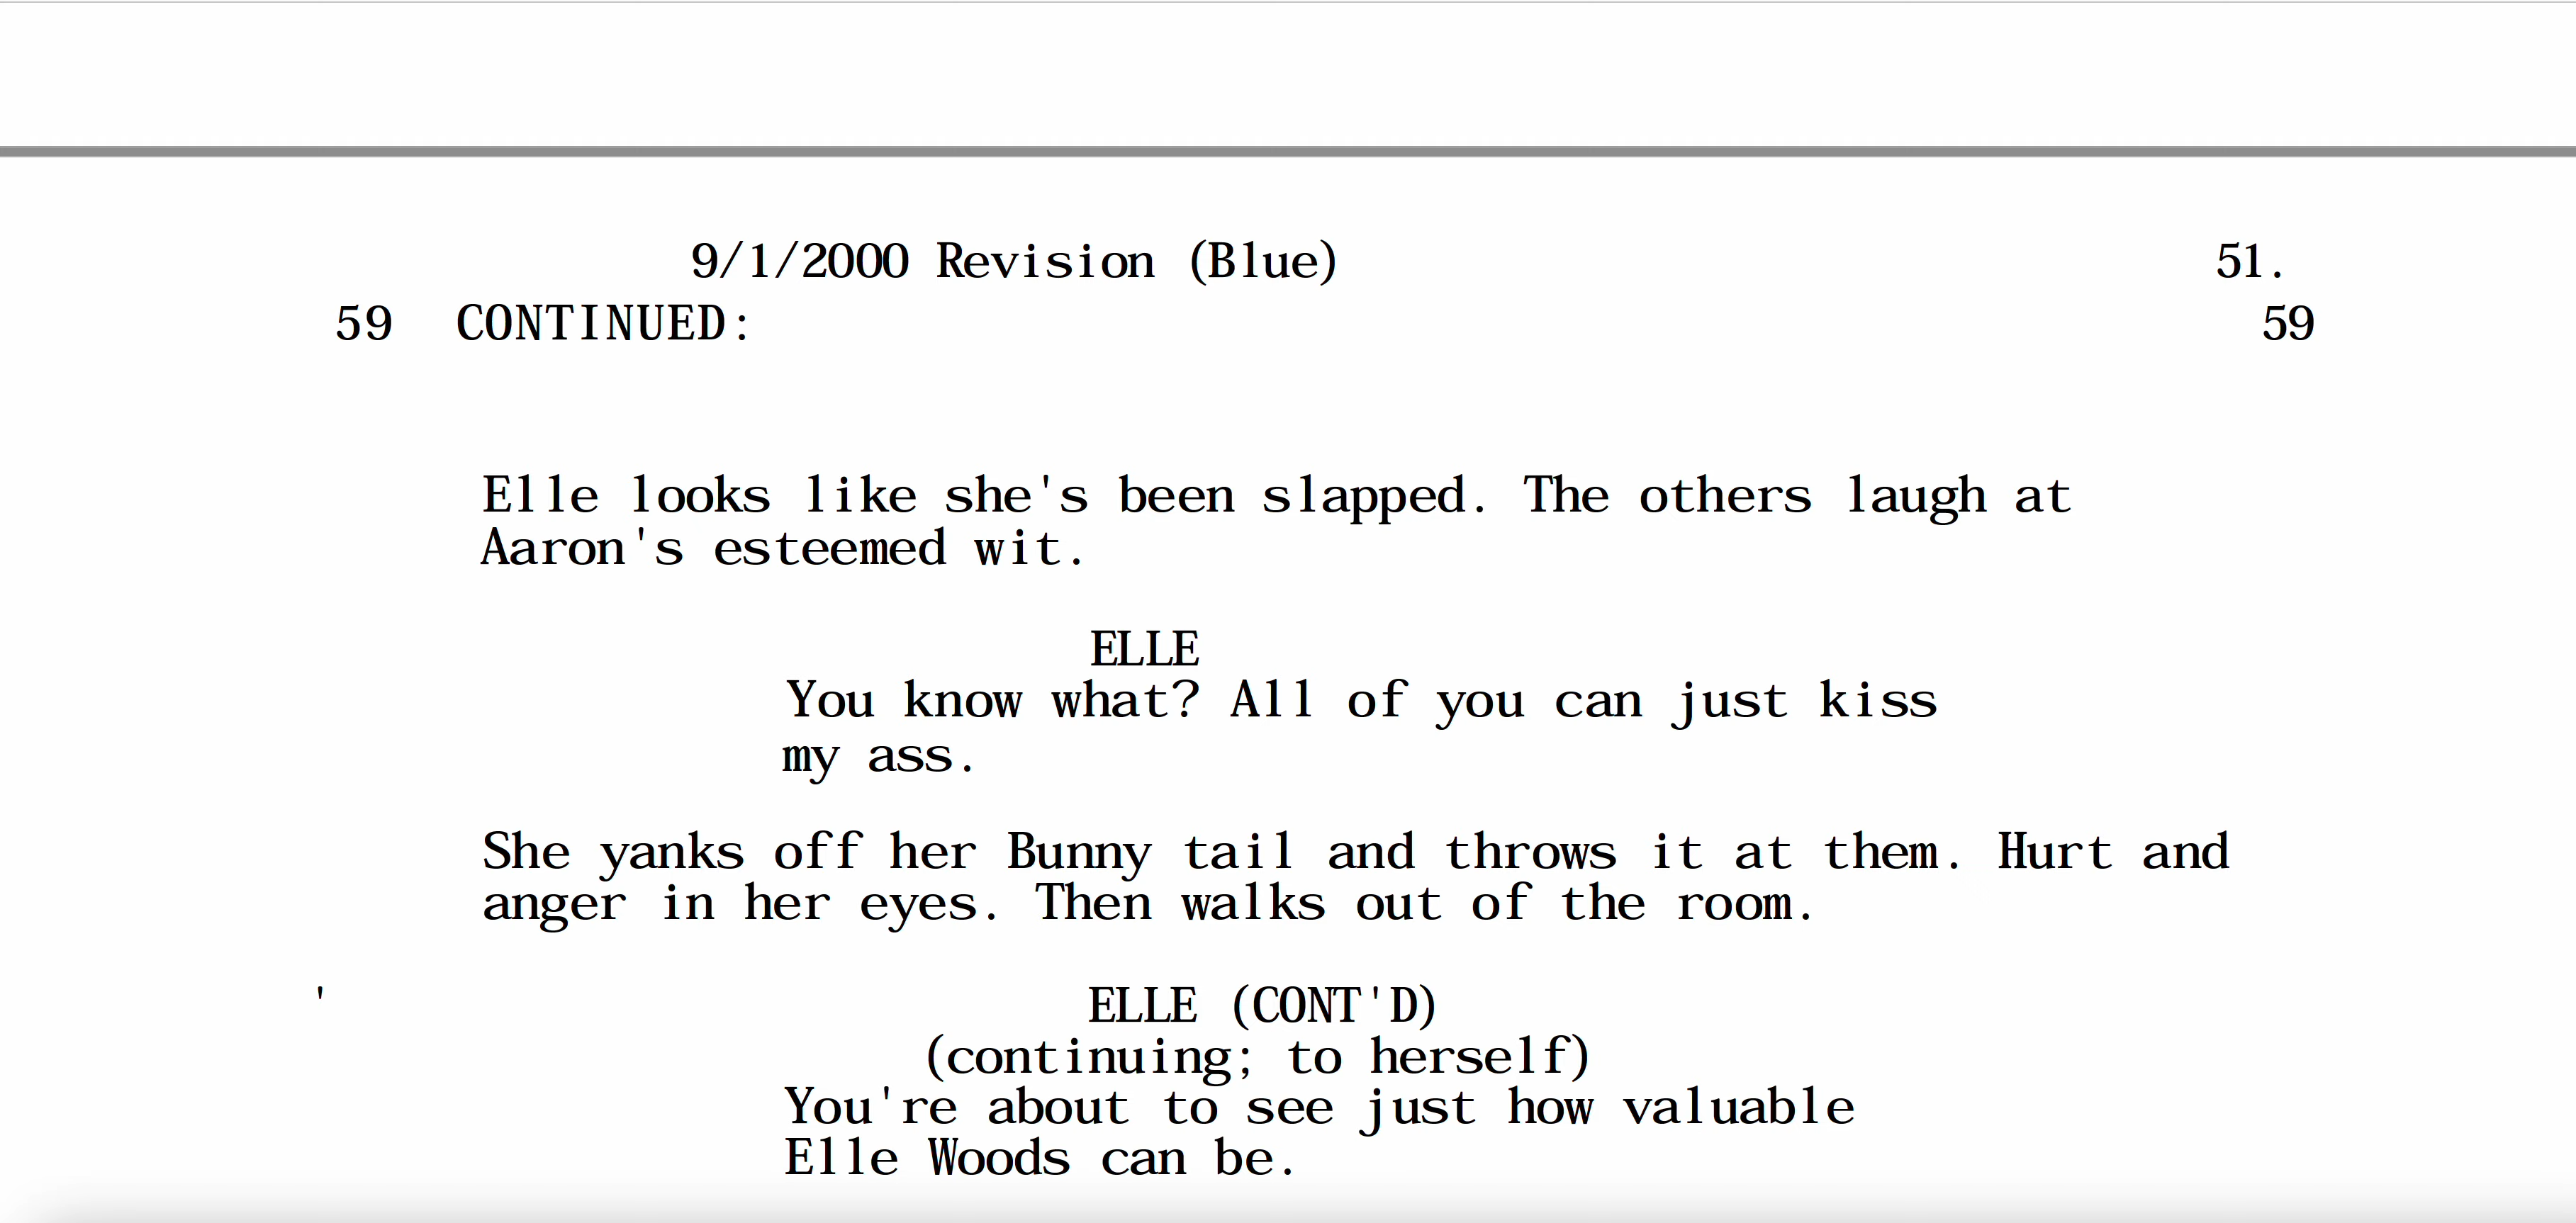 9/1/2000 Revision (Blue) 51.
59 CONTINUED: 59
Elle looks like she's been slapped. The others laugh at
Aaron's esteemed wit.
ELLE
You know what? All of you can just kiss
my ass.
She yanks off her Bunny tail and throws it at them. Hurt and
anger in her eyes. Then walks out of the room.
' ELLE (CONT'D)
(continuing; to herself)
You're about to see just how valuable
Elle Woods can be.